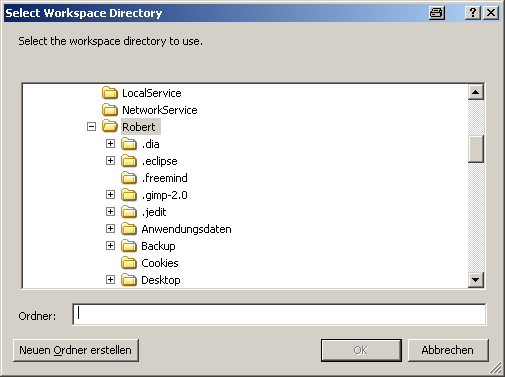 Select Workspace Directory
Select the workspace directory to use.
LocalService
NetworkService
Robert
.dia
.eclipse
.freemind
.gimp-2.0
.jedit
Anwendungsdaten
Backup
Cookies
Desktop
Ordner:
Neuen Ordner erstellen OK Abbrechen